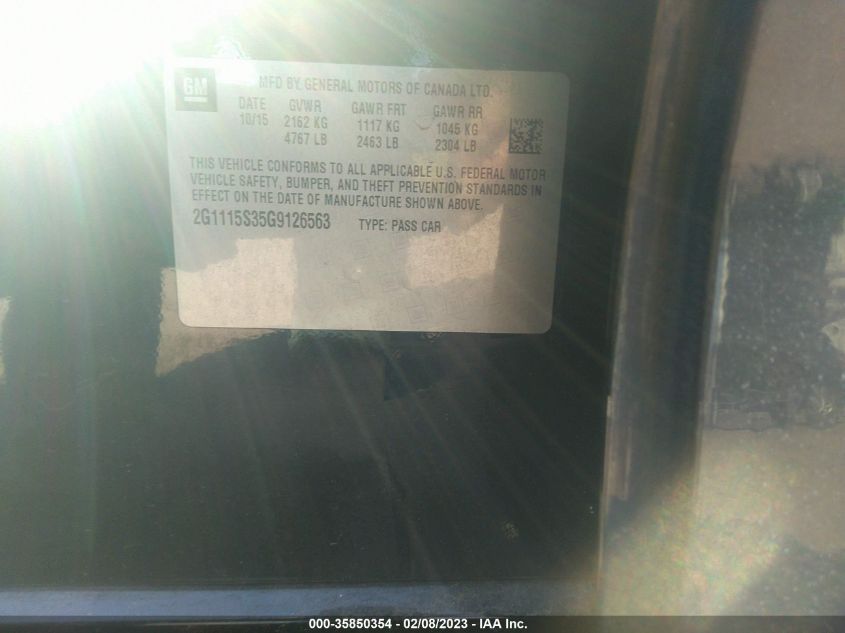 GM
MFD BY GENERAL MOTORS OF CANADA LTD.
DATE GVWR GAWR FRT GAWR RR
10/15 2162 KG 1117 KG 1045 KG
4767 LB 2463 LB 2304 LB
THIS VEHICLE CONFORMS TO ALL APPLICABLE U.S. FEDERAL MOTOR
VEHICLE SAFETY, BUMPER, AND THEFT PREVENTION STANDARDS IN
EFFECT ON THE DATE OF MANUFACTURE SHOWN ABOVE.
2G1115S35G9126563 TYPE: PASS CAR
000-35850354 - 02/08/2023 - IAA Inc.